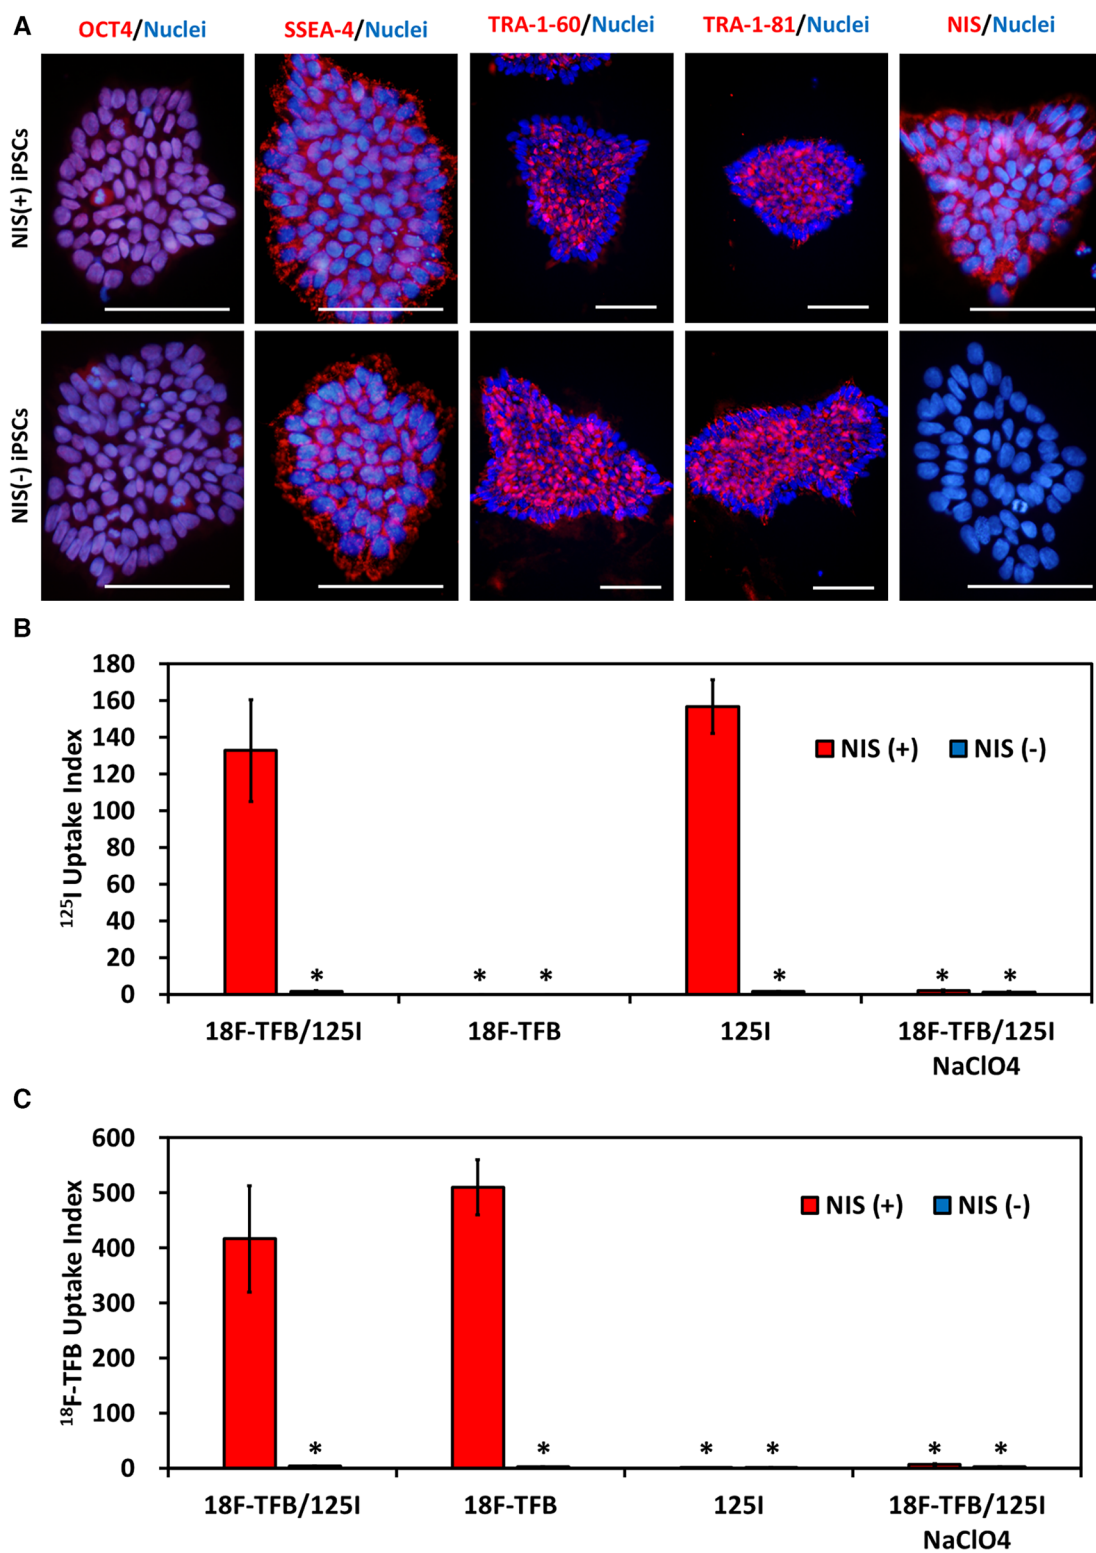 A
OCT4/Nuclei
SSEA-4/Nuclei
TRA-1-60/Nuclei
TRA-1-81/Nuclei
NIS/Nuclei
NIS(+) iPSCs
NIS(-) iPSCs
B
180
160
140
120
100
80
60
40
20
0
125I Uptake Index
NIS (+)
NIS (-)
*
*
*
*
*
*
18F-TFB/125I
18F-TFB
125I
18F-TFB/125I
NaClO4
C
600
500
400
300
200
100
0
18F-TFB Uptake Index
NIS (+)
NIS (-)
*
*
*
*
*
*
18F-TFB/125I
18F-TFB
125I
18F-TFB/125I
NaClO4